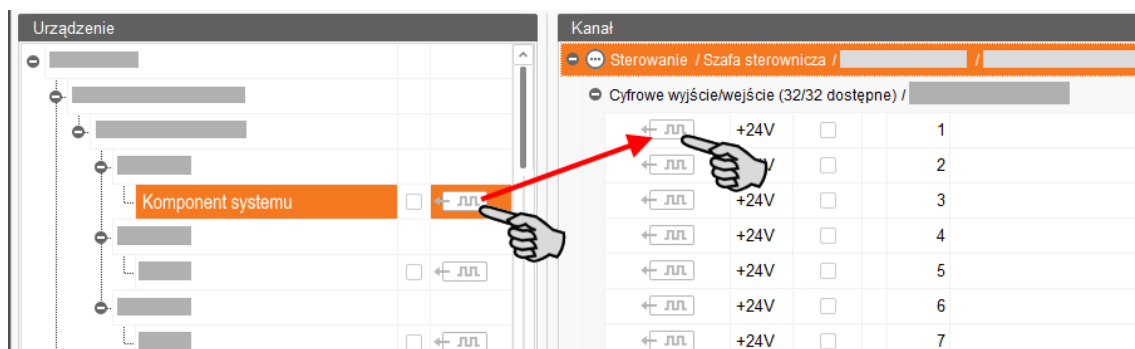 Urządzenie
Komponent systemu
Kanał
Sterowanie / Szafa sterownicza / /
Cyfrowe wyjście/wejście (32/32 dostępne) /
+24V 1
2
+24V 3
+24V 4
+24V 5
+24V 6
+24V 7